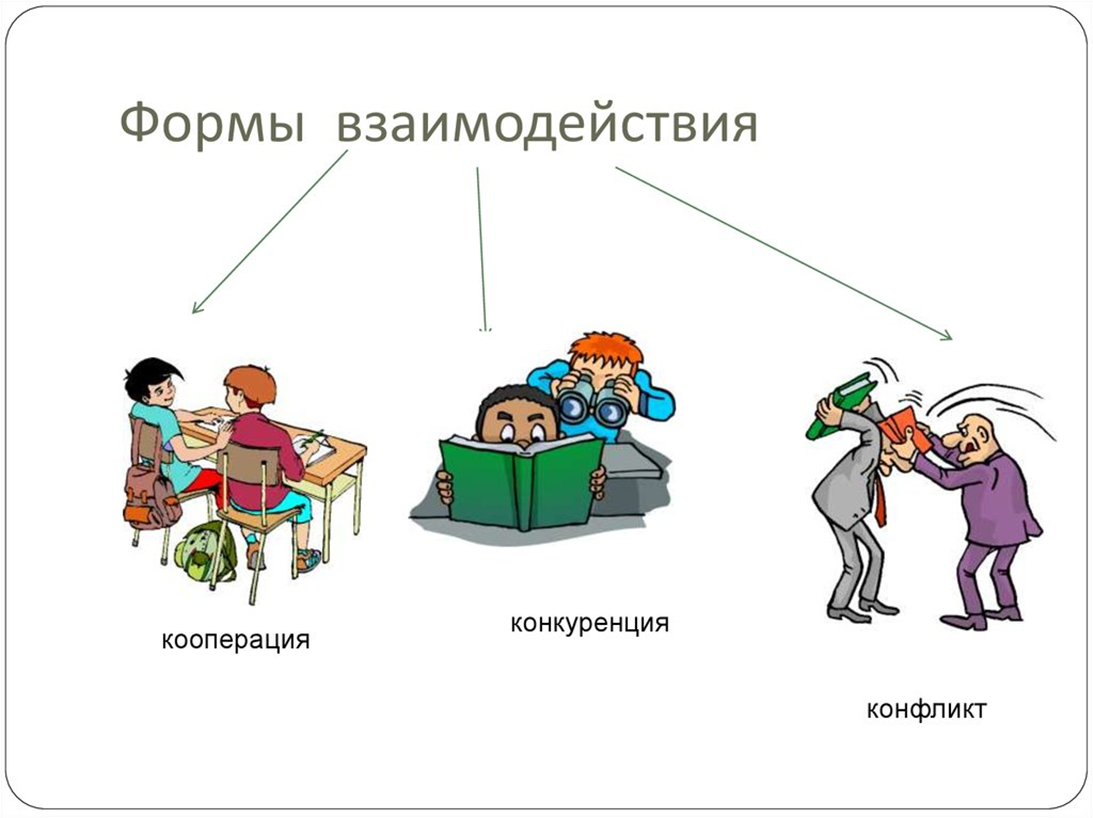 Формы взаимодействия
кооперация
конкуренция
конфликт